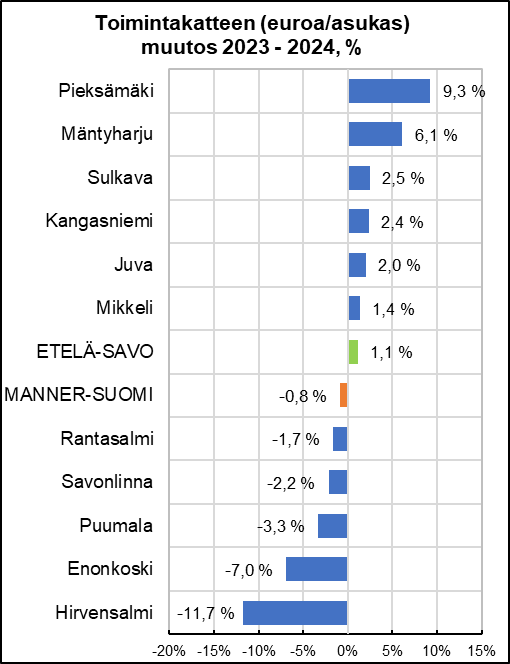 Toimintakatteen (euroa/asukas)
muutos 2023 - 2024, %
Pieksämäki 9,3 %
Mäntyharju 6,1 %
Sulkava 2,5 %
Kangasniemi 2,4 %
Juva 2,0 %
Mikkeli 1,4 %
ETELÄ-SAVO 1,1 %
MANNER-SUOMI -0,8 %
Rantasalmi -1,7 %
Savonlinna -2,2 %
Puumala -3,3 %
Enonkoski -7,0 %
Hirvensalmi -11,7 %
-20% -15% -10% -5% 0% 5% 10% 15%